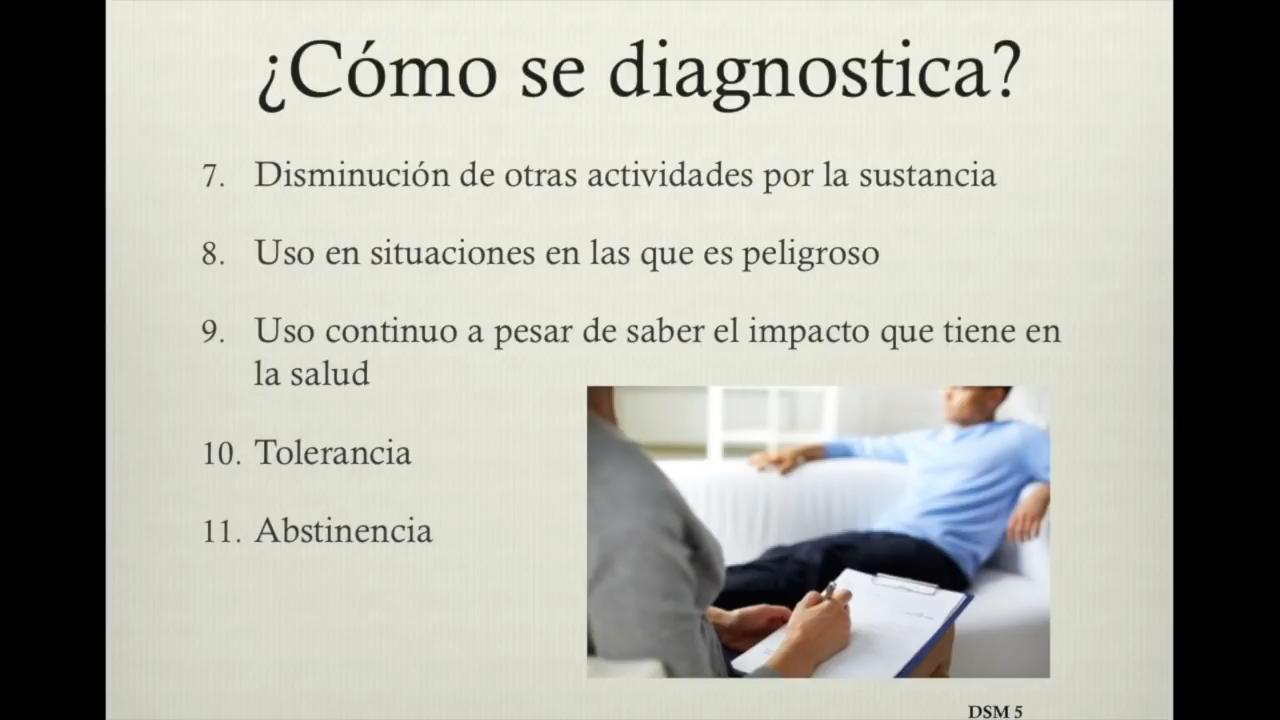 ¿Cómo se diagnostica?
7. Disminución de otras actividades por la sustancia
8. Uso en situaciones en las que es peligroso
9. Uso continuo a pesar de saber el impacto que tiene en
la salud
10. Tolerancia
11. Abstinencia
DSM 5